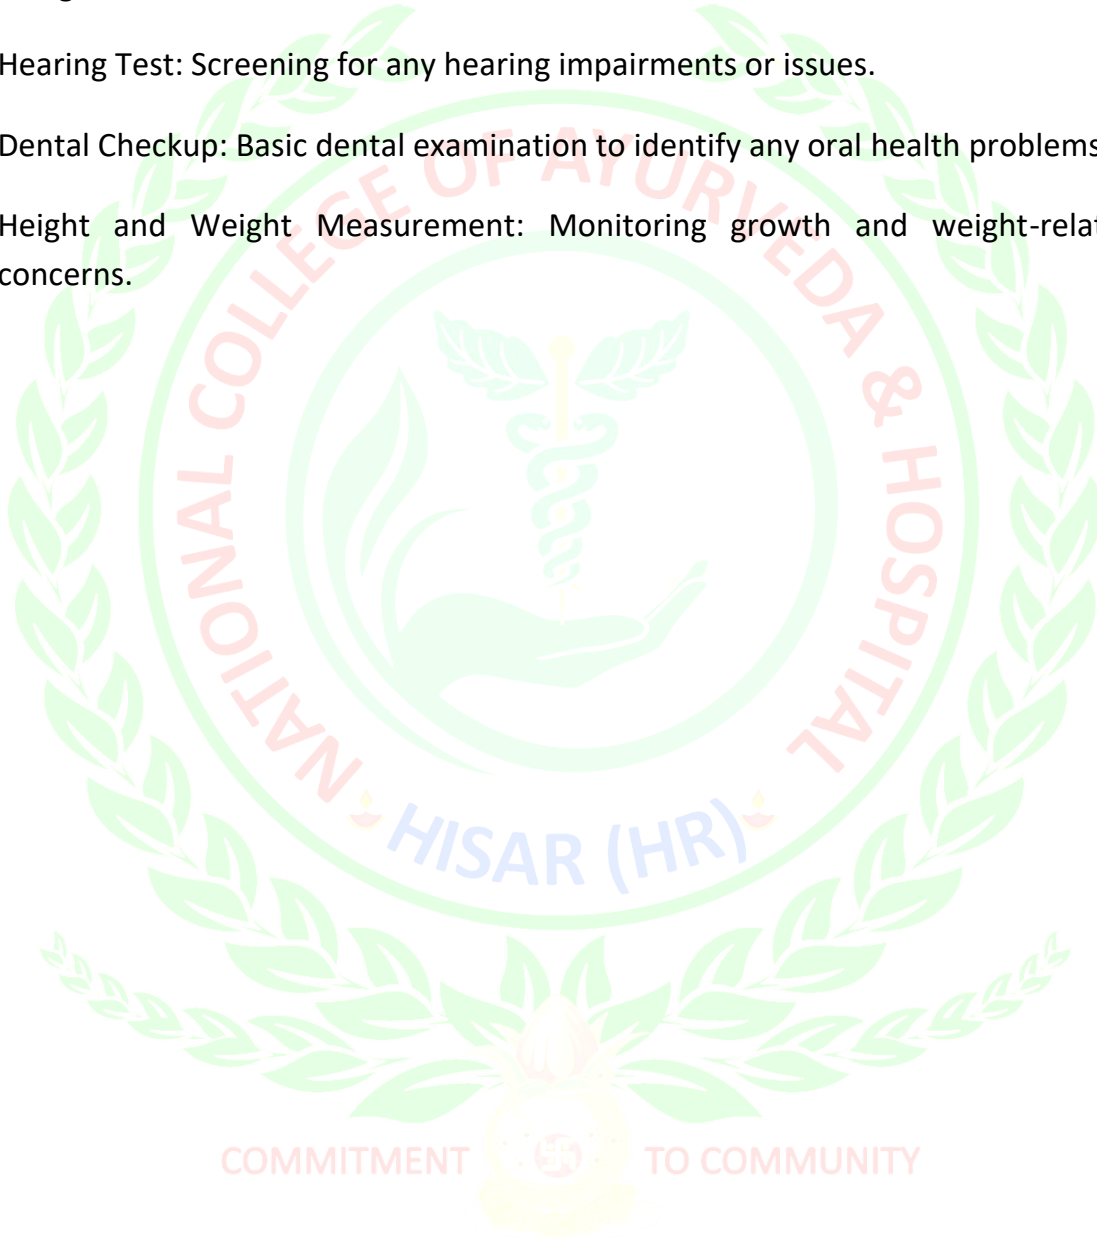 Hearing Test: Screening for any hearing impairments or issues.
Dental Checkup: Basic dental examination to identify any oral health problems
Height and Weight Measurement: Monitoring growth and weight-relat
concerns.
NATIONAL COLLEGE OF AYURVEDA & HOSPITAL
HISAR (HR)
COMMITMENT TO COMMUNITY